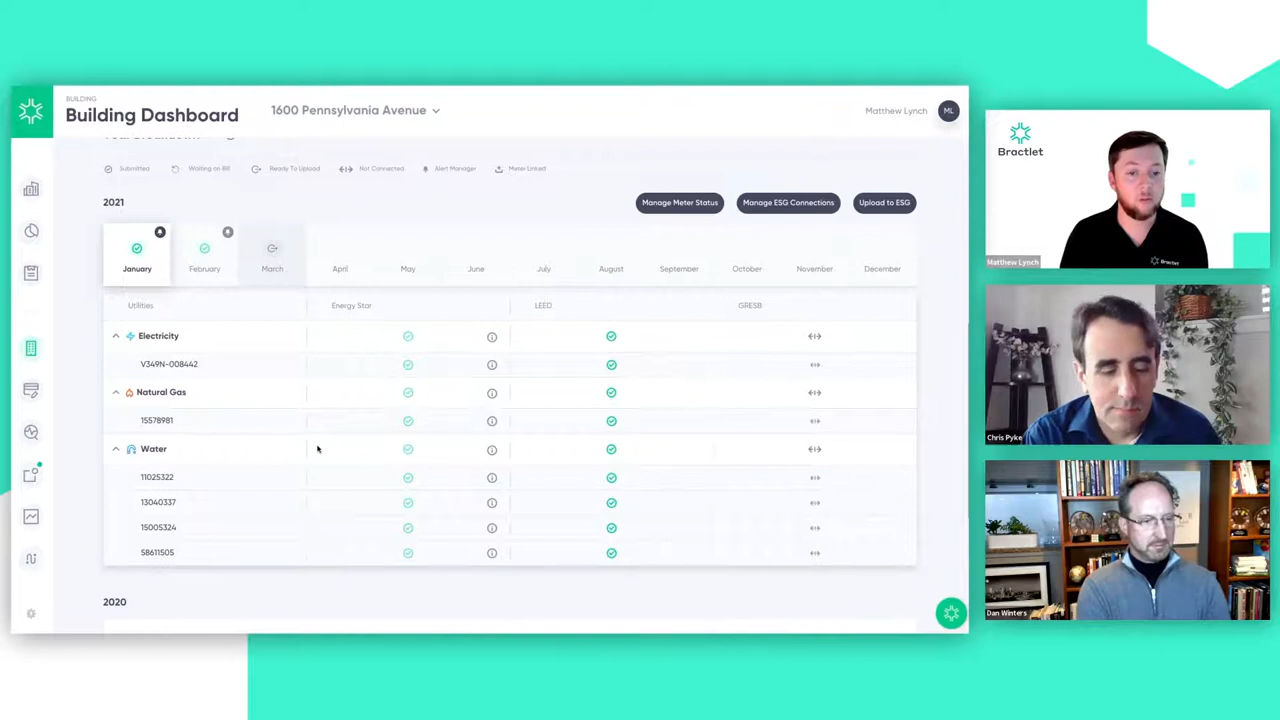 BUILDING
Building Dashboard
1600 Pennsylvania Avenue
Matthew Lynch
ML
Submitted
Waiting on Bill
Ready To Upload
Not Connected
Alert Manager
Meter Linked
2021
Manage Meter Status
Manage ESG Connections
Upload to ESG
January
February
March
April
May
June
July
August
September
October
November
December
Utilities
Energy Star
LEED
GRESB
Electricity
V349N-008442
Natural Gas
15578981
Water
11025322
13040337
15005324
58611505
2020
Bractlet
Bractlet
Matthew Lynch
Chris Pyke
Dan Winters